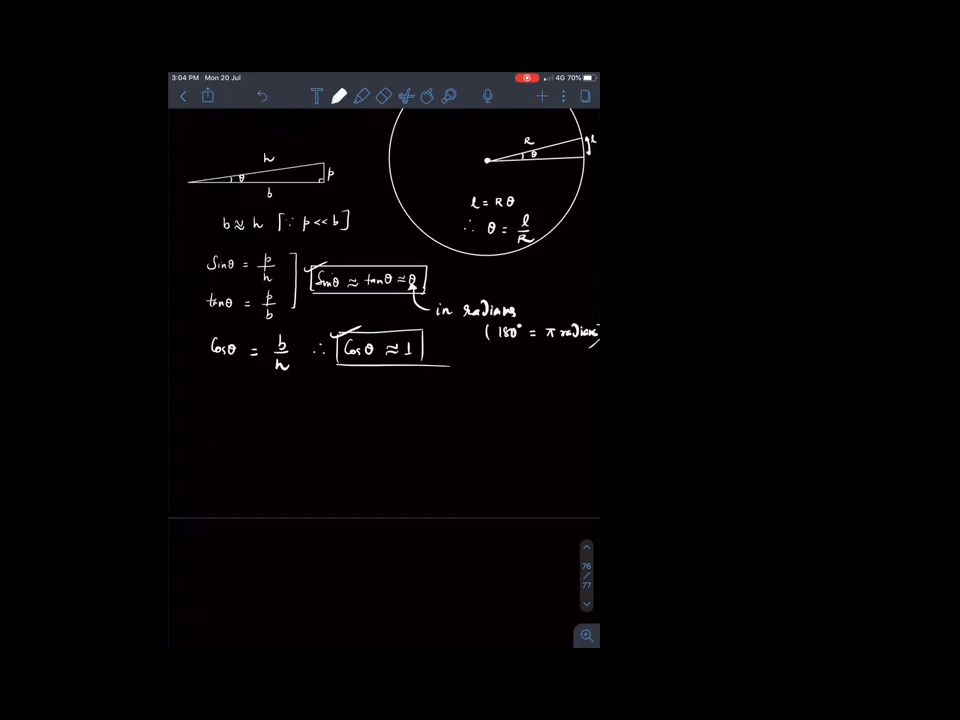 3:04 PM Mon 20 Jul
4G 70%
T
R
θ
l
h
θ
p
b
l = Rθ
∴ θ = l/R
b ≈ h [∵ p << b]
Sinθ = p/h
tanθ = p/b
Sinθ ≈ tanθ ≈ θ
in radians
(180° = π radians)
Cosθ = b/h ∴ Cosθ ≈ 1
76
/
77